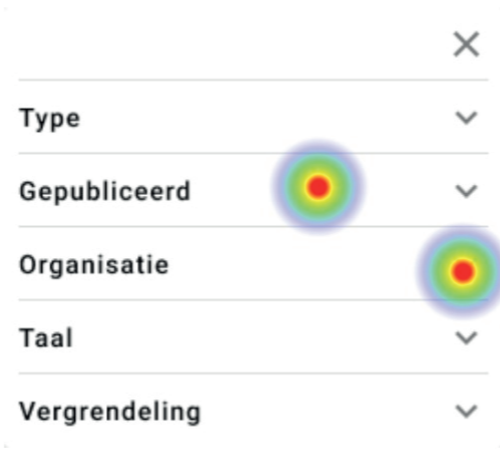 Type
Gepubliceerd
Organisatie
Taal
Vergrendeling